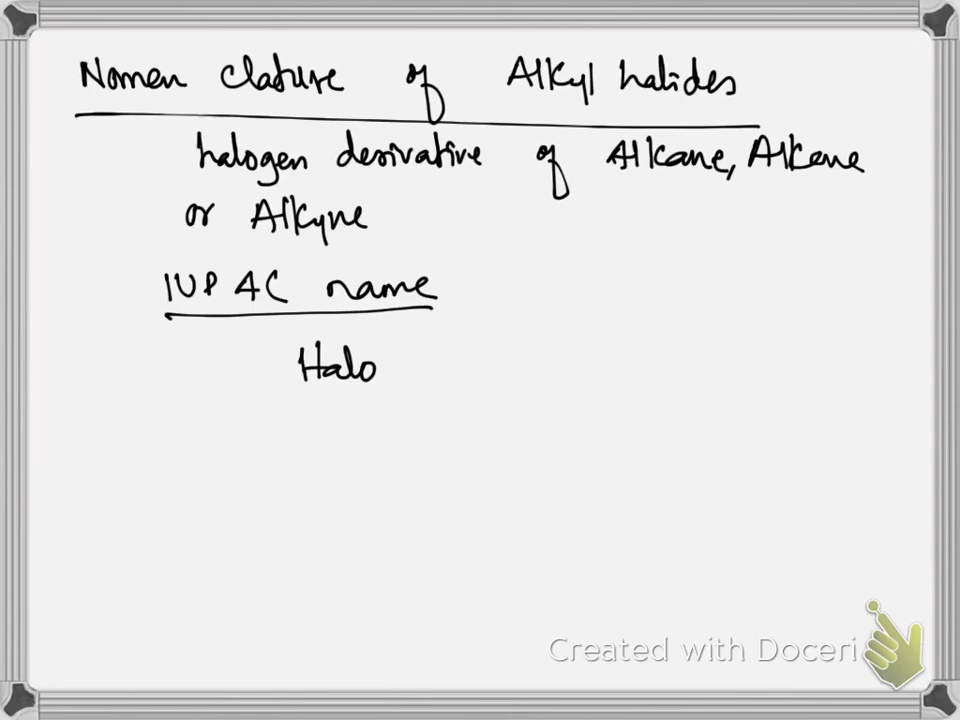 Nomen clature of Alkyl halides
halogen derivative of Alkane, Alkene
or Alkyne
IUPAC name
Halo
Created with Doceri